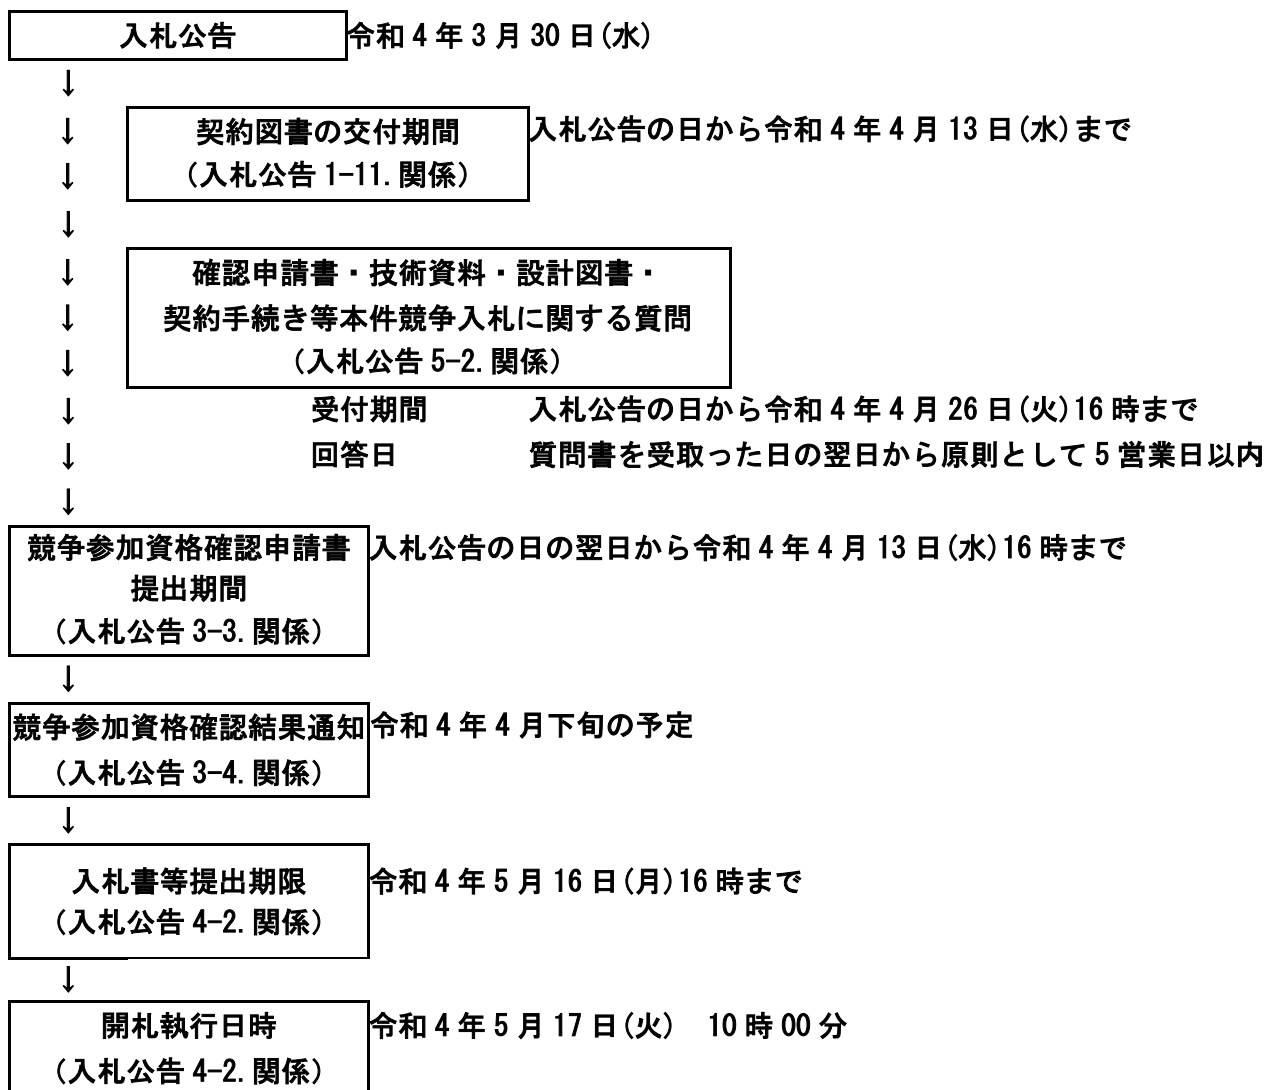 入札公告 令和4年3月30日(水)
↓
↓ 契約図書の交付期間 入札公告の日から令和4年4月13日(水)まで
↓ (入札公告1-11.関係)
↓
↓ 確認申請書・技術資料・設計図書・
↓ 契約手続き等本件競争入札に関する質問
↓ (入札公告5-2.関係)
↓ 受付期間 入札公告の日から令和4年4月26日(火)16時まで
↓ 回答日 質問書を受取った日の翌日から原則として5営業日以内
↓
競争参加資格確認申請書 入札公告の日の翌日から令和4年4月13日(水)16時まで
提出期間
(入札公告3-3.関係)
↓
競争参加資格確認結果通知 令和4年4月下旬の予定
(入札公告3-4.関係)
↓
入札書等提出期限 令和4年5月16日(月)16時まで
(入札公告4-2.関係)
↓
開札執行日時 令和4年5月17日(火) 10時00分
(入札公告4-2.関係)